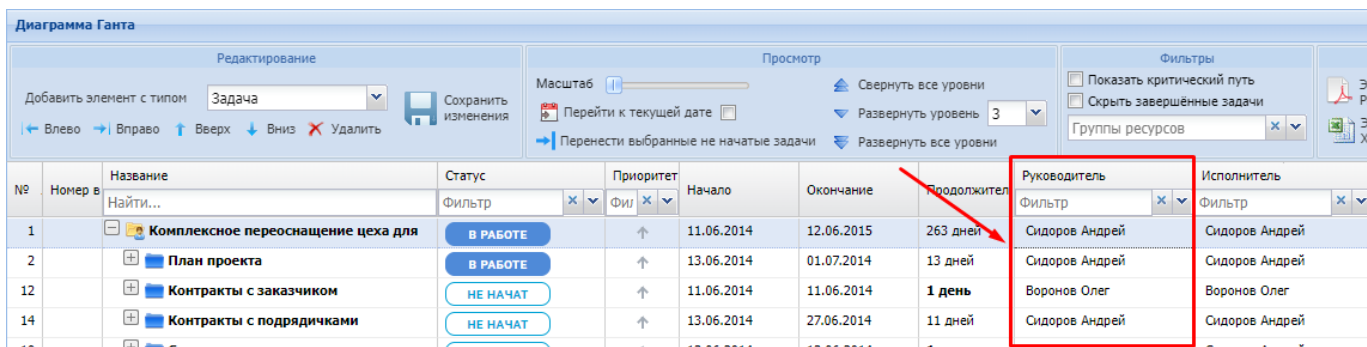 Диаграмма Ганта
Редактирование
Просмотр
Фильтры
Добавить элемент с типом Задача
Сохранить изменения
Влево Вправо Вверх Вниз Удалить
Масштаб
Перейти к текущей дате
Перенести выбранные не начатые задачи
Свернуть все уровни
Развернуть уровень 3
Развернуть все уровни
Показать критический путь
Скрыть завершённые задачи
Группы ресурсов
№ Номер в Название Статус Приоритет Начало Окончание Продолжител Руководитель Исполнитель
Найти... Фильтр Фил Фильтр Фильтр
1 Комплексное переоснащение цеха для В РАБОТЕ 11.06.2014 12.06.2015 263 дней Сидоров Андрей Сидоров Андрей
2 План проекта В РАБОТЕ 13.06.2014 01.07.2014 13 дней Сидоров Андрей Сидоров Андрей
12 Контракты с заказчиком НЕ НАЧАТ 11.06.2014 11.06.2014 1 день Воронов Олег Воронов Олег
14 Контракты с подрядичками НЕ НАЧАТ 13.06.2014 27.06.2014 11 дней Сидоров Андрей Сидоров Андрей